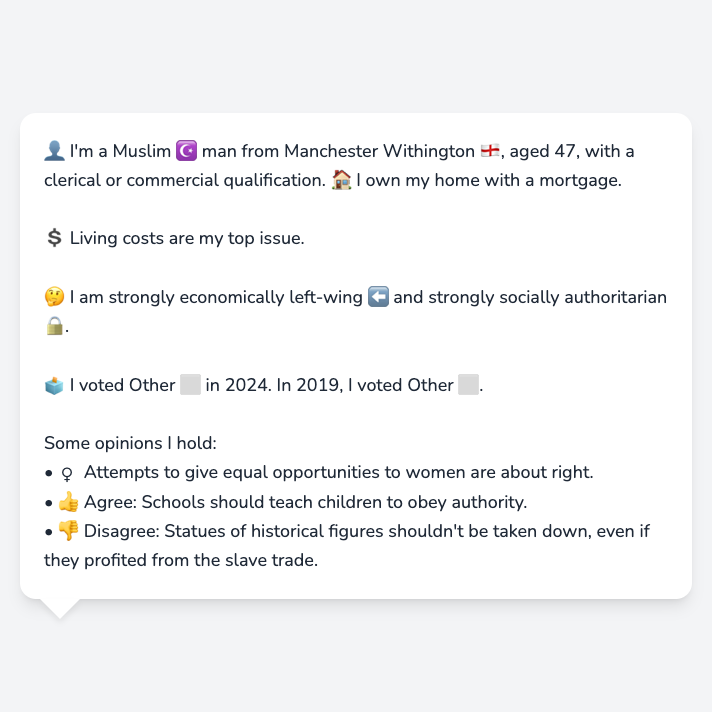 👤 I'm a Muslim ☪️ man from Manchester Withington 🏴󠁧󠁢󠁥󠁮󠁧󠁿, aged 47, with a
clerical or commercial qualification. 🏠 I own my home with a mortgage.
💲 Living costs are my top issue.
🤔 I am strongly economically left-wing ⬅️ and strongly socially authoritarian
🔒.
🗳️ I voted Other ⬜ in 2024. In 2019, I voted Other ⬜.
Some opinions I hold:
• ♀️ Attempts to give equal opportunities to women are about right.
• 👍 Agree: Schools should teach children to obey authority.
• 👎 Disagree: Statues of historical figures shouldn't be taken down, even if
they profited from the slave trade.